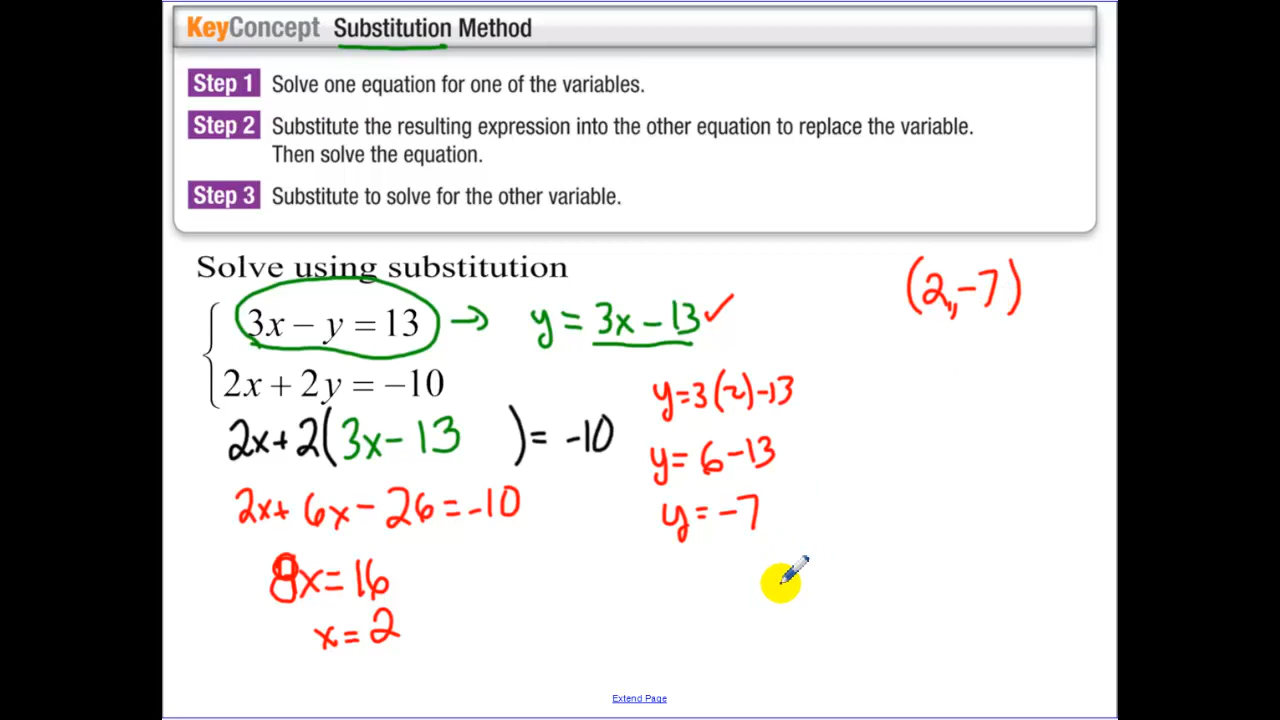 KeyConcept Substitution Method
Step 1 Solve one equation for one of the variables.
Step 2 Substitute the resulting expression into the other equation to replace the variable.
Then solve the equation.
Step 3 Substitute to solve for the other variable.
Solve using substitution
(2,-7)
3x − y = 13 → y = 3x − 13 ✓
2x + 2y = −10
y=3(2)-13
2x+2(3x-13)= -10
y= 6-13
2x+ 6x - 26 = -10
y= -7
8x= 16
x= 2
Extend Page